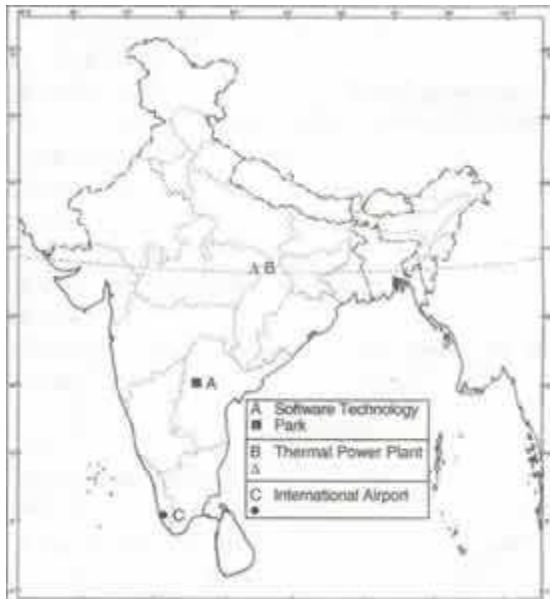 B
A
A Software Technology
Park
B Thermal Power Plant
C International Airport
C